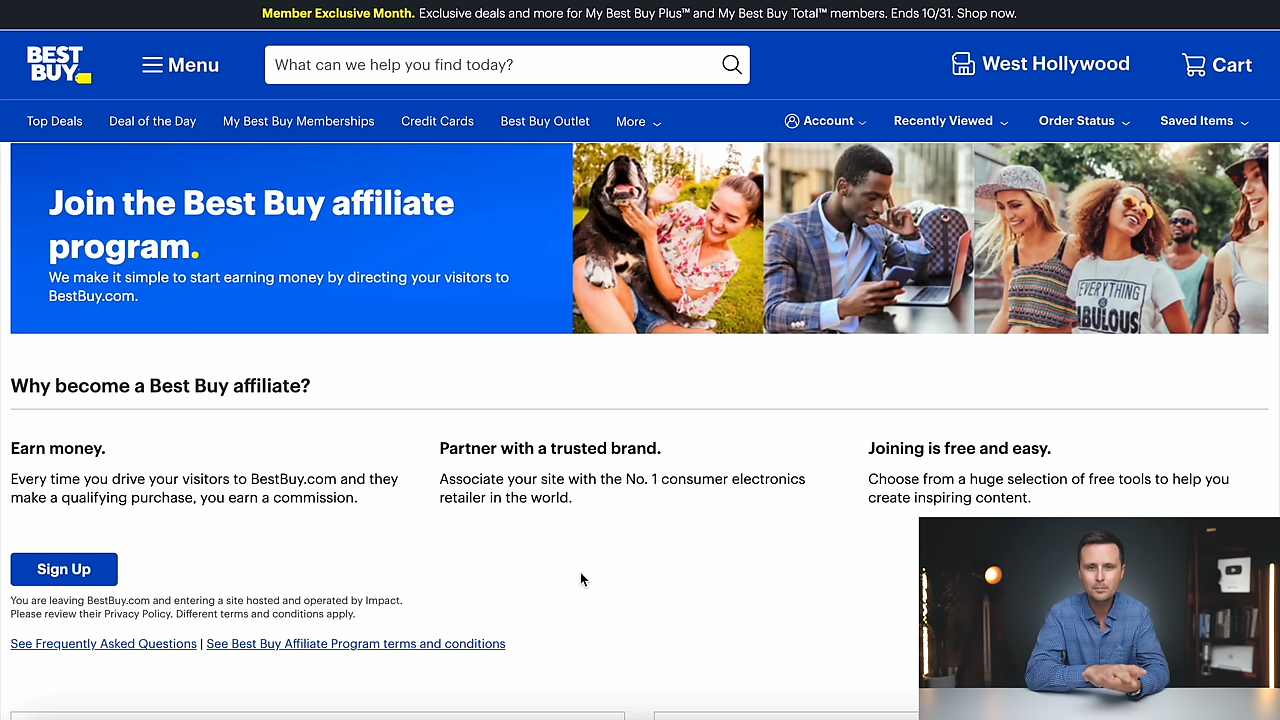 Member Exclusive Month. Exclusive deals and more for My Best Buy Plus™ and My Best Buy Total™ members. Ends 10/31. Shop now.
BEST
BUY
Menu
What can we help you find today?
West Hollywood
Cart
Top Deals
Deal of the Day
My Best Buy Memberships
Credit Cards
Best Buy Outlet
More
Account
Recently Viewed
Order Status
Saved Items
Join the Best Buy affiliate
program.
We make it simple to start earning money by directing your visitors to
BestBuy.com.
EVERYTHING
IBULOUS
Why become a Best Buy affiliate?
Earn money.
Every time you drive your visitors to BestBuy.com and they
make a qualifying purchase, you earn a commission.
Partner with a trusted brand.
Associate your site with the No. 1 consumer electronics
retailer in the world.
Joining is free and easy.
Choose from a huge selection of free tools to help you
create inspiring content.
Sign Up
You are leaving BestBuy.com and entering a site hosted and operated by Impact.
Please review their Privacy Policy. Different terms and conditions apply.
See Frequently Asked Questions | See Best Buy Affiliate Program terms and conditions